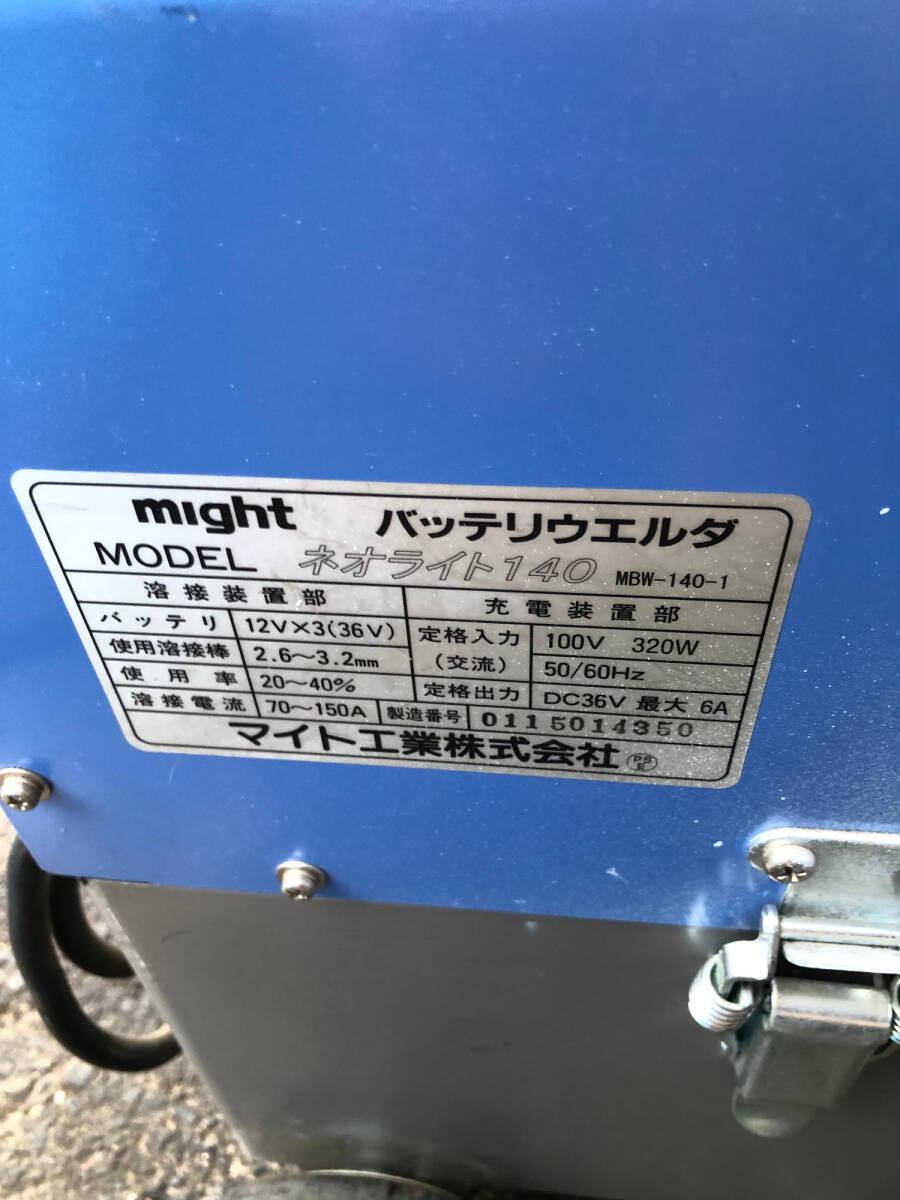 might バッテリウエルダ
MODEL ネオライト140 MBW-140-1
溶接装置部 充電装置部
バッテリ 12V×3(36V) 定格入力 100V 320W
使用溶接棒 2.6〜3.2mm (交流) 50/60Hz
使用率 20〜40% 定格出力 DC36V 最大 6A
溶接電流 70〜150A 製造番号 0115014350
マイト工業株式会社 PSE